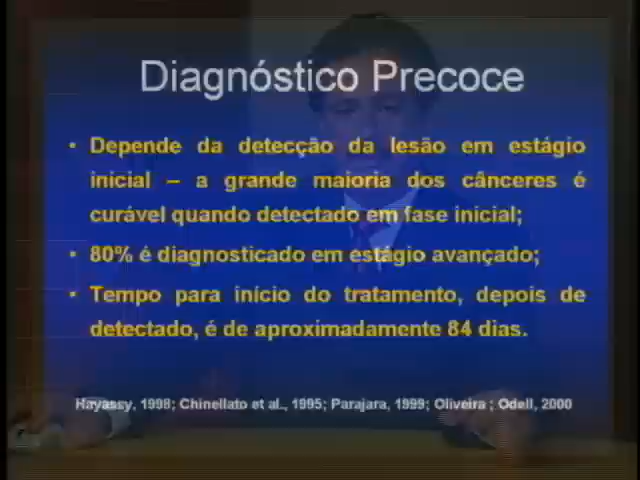 Diagnóstico Precoce
• Depende da detecção da lesão em estágio
inicial – a grande maioria dos cânceres é
curável quando detectado em fase inicial;
• 80% é diagnosticado em estágio avançado;
• Tempo para início do tratamento, depois de
detectado, é de aproximadamente 84 dias.
Hayassy, 1998; Chinellato et al., 1995; Parajara, 1999; Oliveira ; Odell, 2000